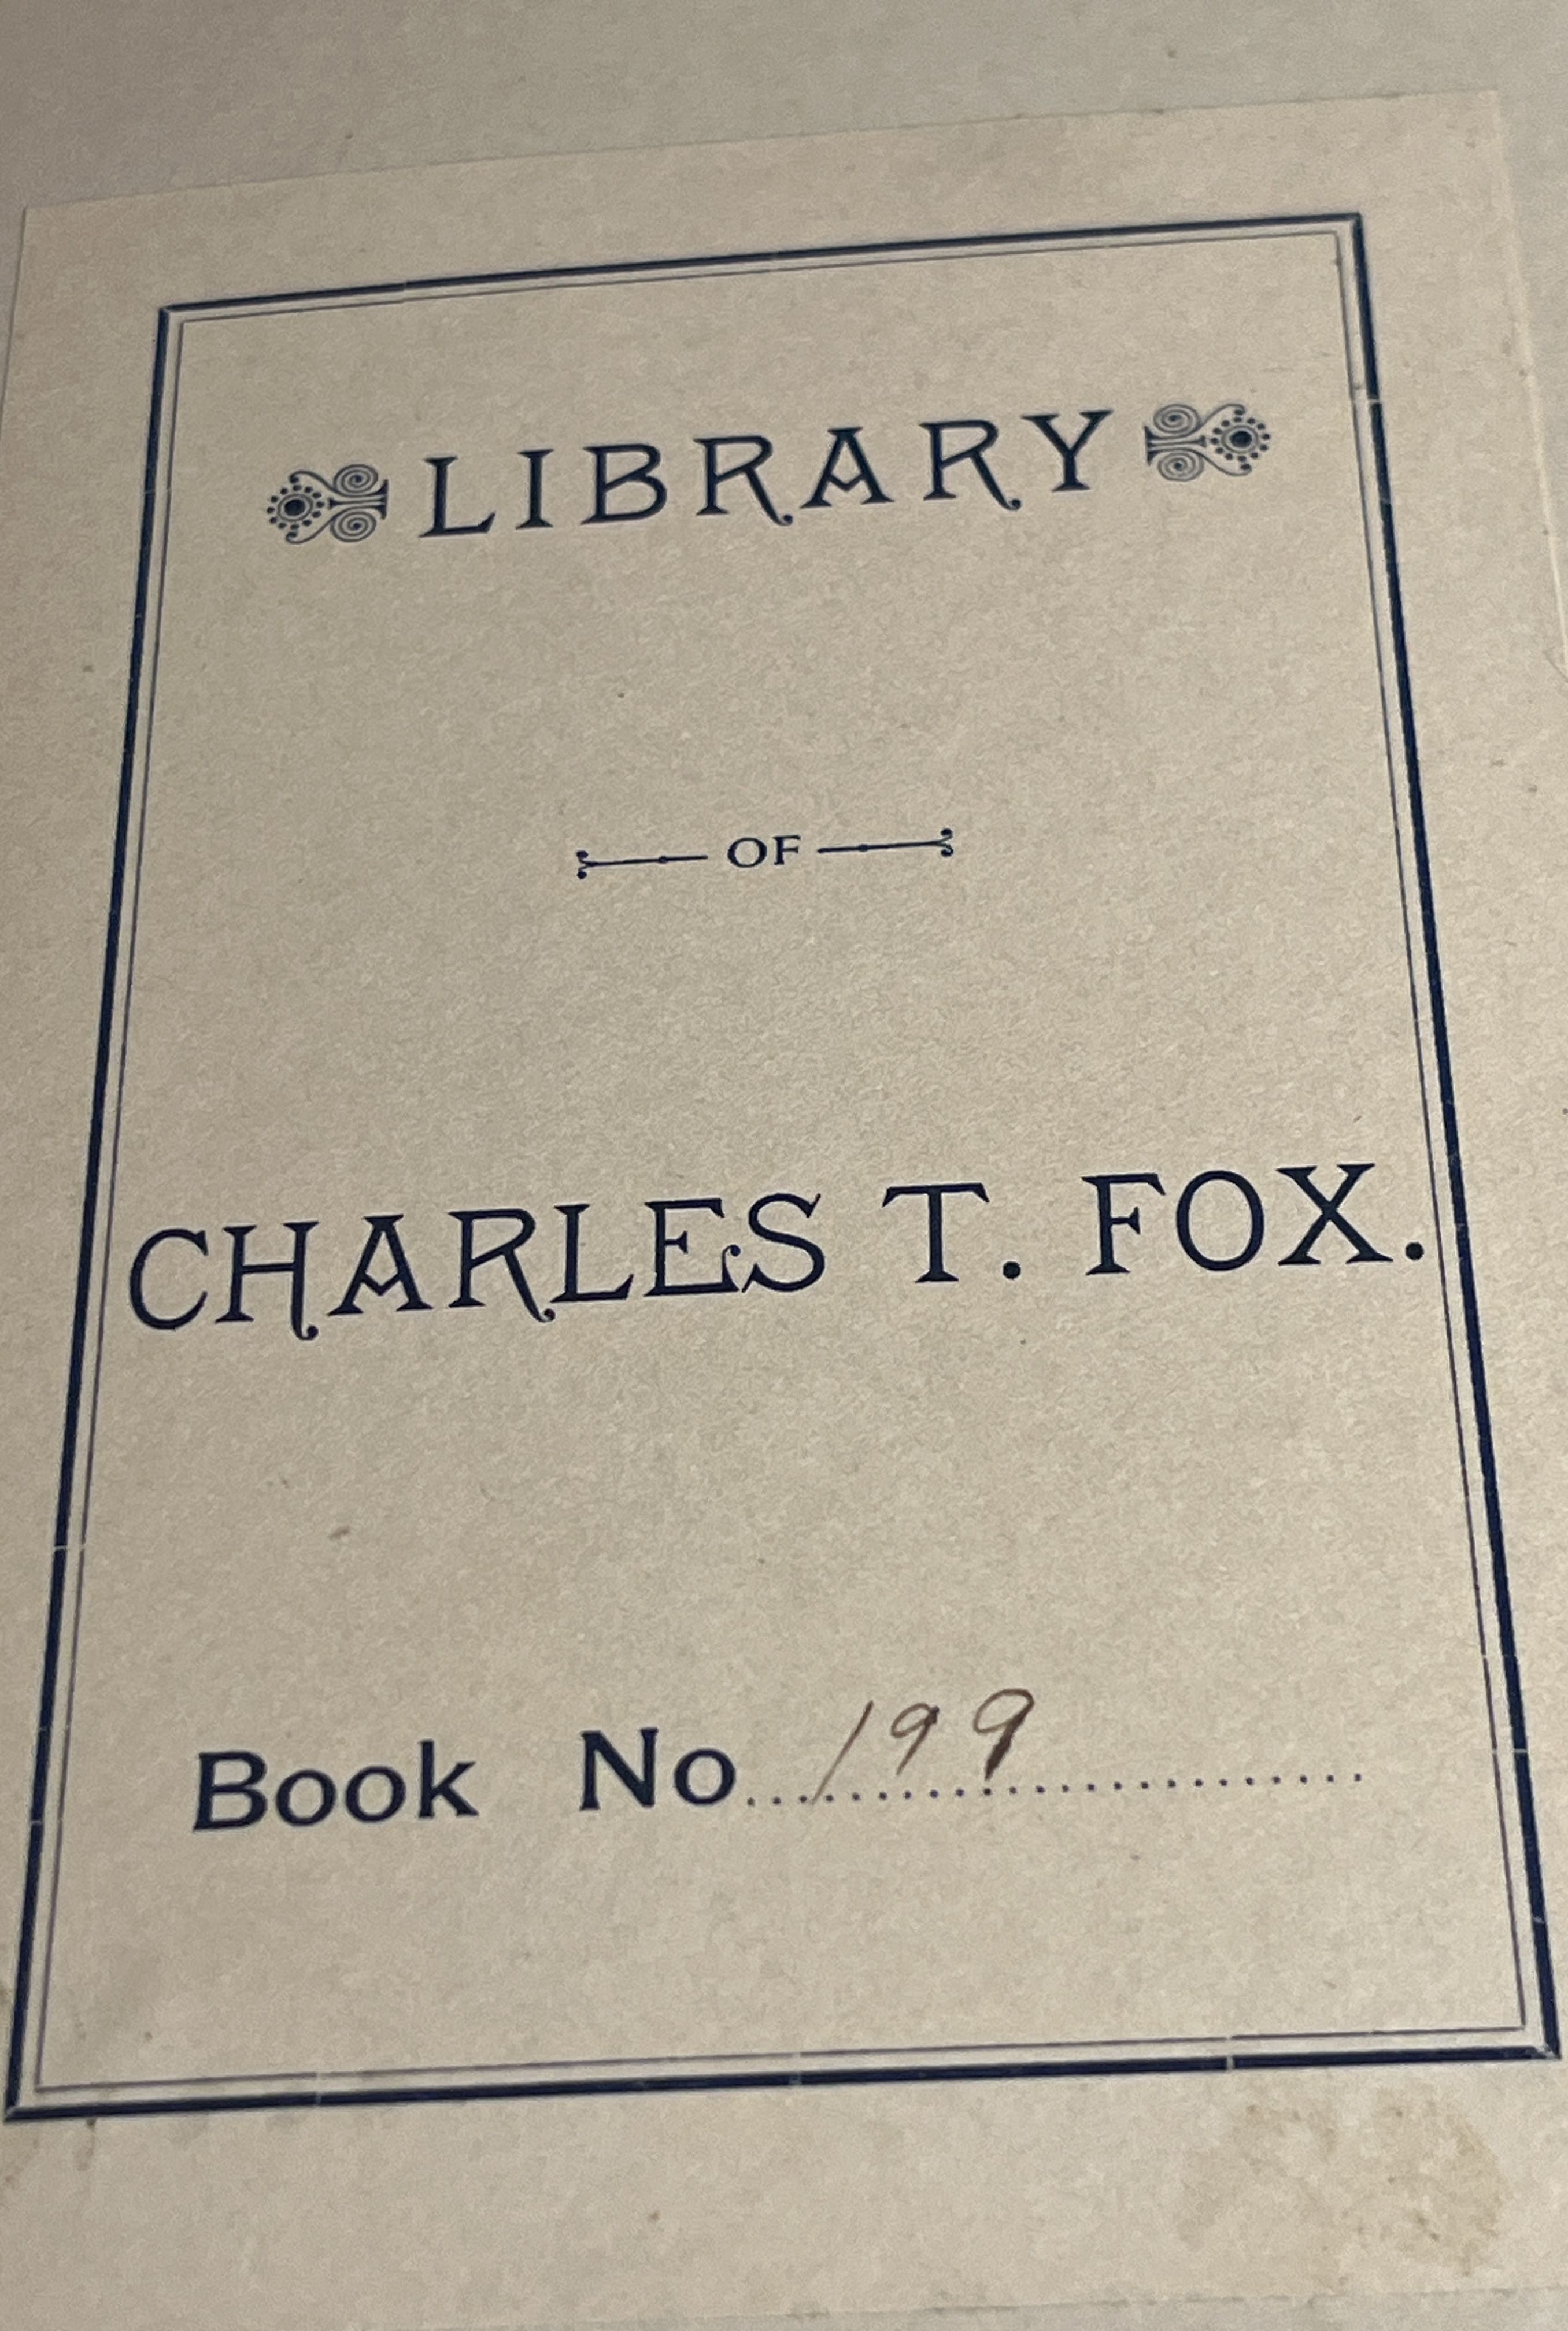 LIBRARY
OF
CHARLES T. FOX.
Book No....199....................